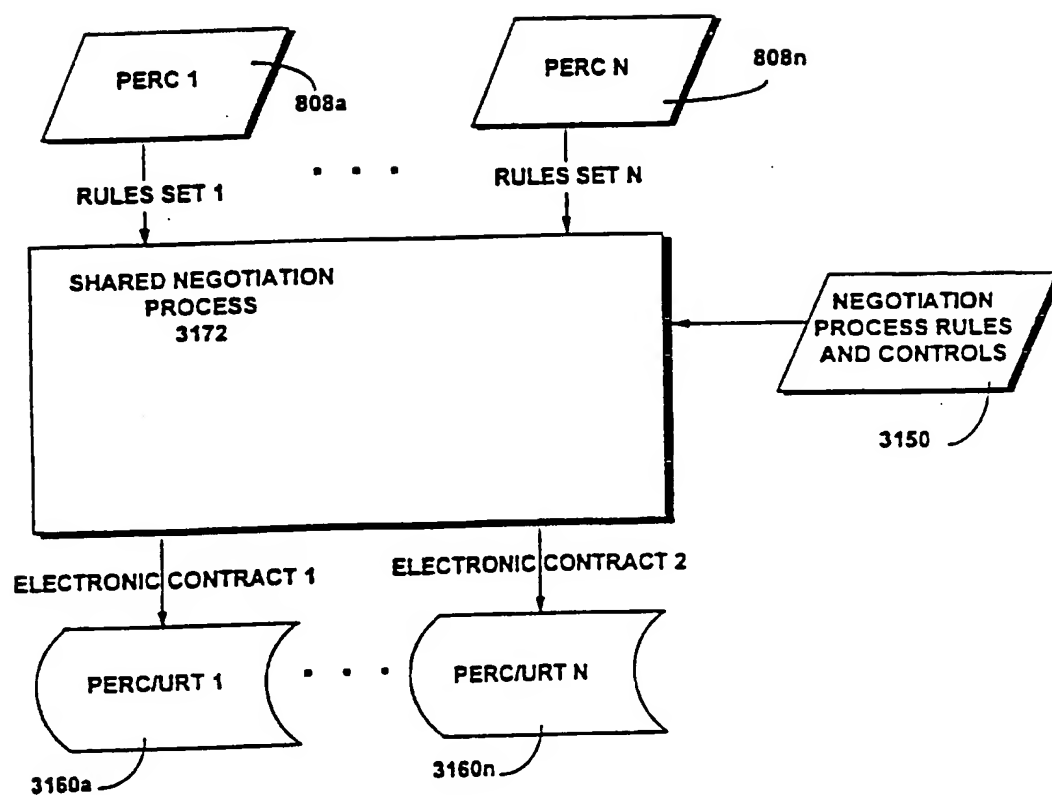 PERC 1
808a
PERC N
808n
RULES SET 1
. . .
RULES SET N
SHARED NEGOTIATION
PROCESS
3172
NEGOTIATION
PROCESS RULES
AND CONTROLS
3150
ELECTRONIC CONTRACT 1
ELECTRONIC CONTRACT 2
PERC/URT 1
. . .
PERC/URT N
3160a
3160n